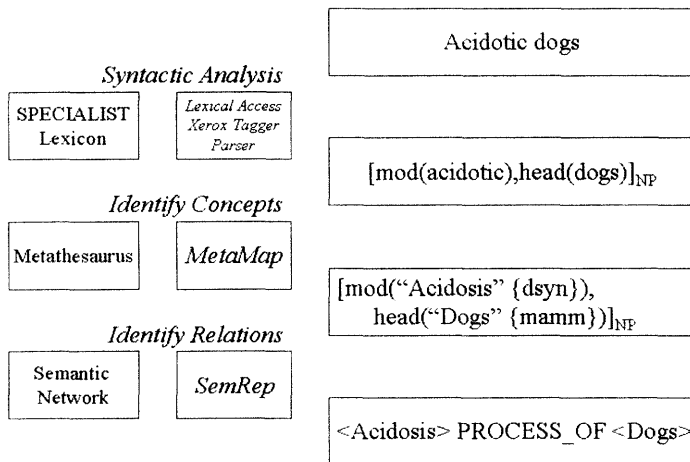 Acidotic dogs
Syntactic Analysis
SPECIALIST
Lexicon
Lexical Access
Xerox Tagger
Parser
[mod(acidotic),head(dogs)]NP
Identify Concepts
Metathesaurus
MetaMap
[mod(“Acidosis” {dsyn}),
head(“Dogs” {mamm})]NP
Identify Relations
Semantic
Network
SemRep
<Acidosis> PROCESS_OF <Dogs>